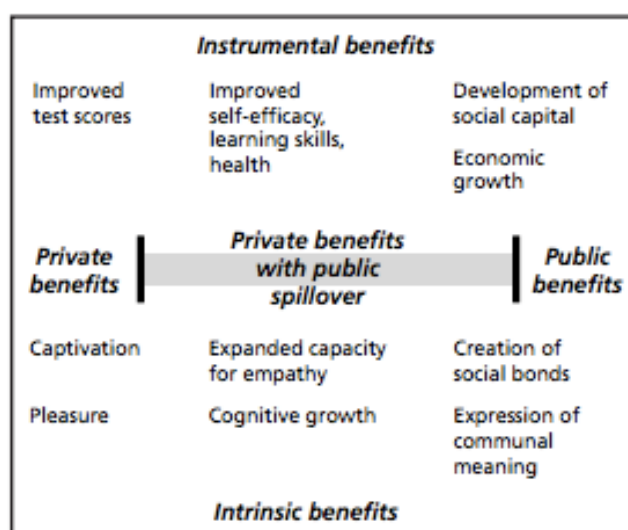 Instrumental benefits
Improved
test scores
Improved
self-efficacy,
learning skills,
health
Development of
social capital
Economic
growth
Private
benefits
Private benefits
with public
spillover
Public
benefits
Captivation
Expanded capacity
for empathy
Creation of
social bonds
Pleasure
Cognitive growth
Expression of
communal
meaning
Intrinsic benefits